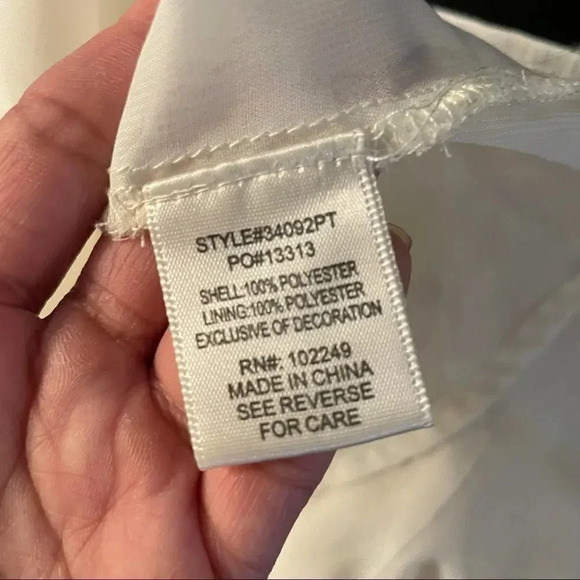 STYLE#34092PT
PO#13313
SHELL:100% POLYESTER
LINING:100% POLYESTER
EXCLUSIVE OF DECORATION
RN#: 102249
MADE IN CHINA
SEE REVERSE
FOR CARE